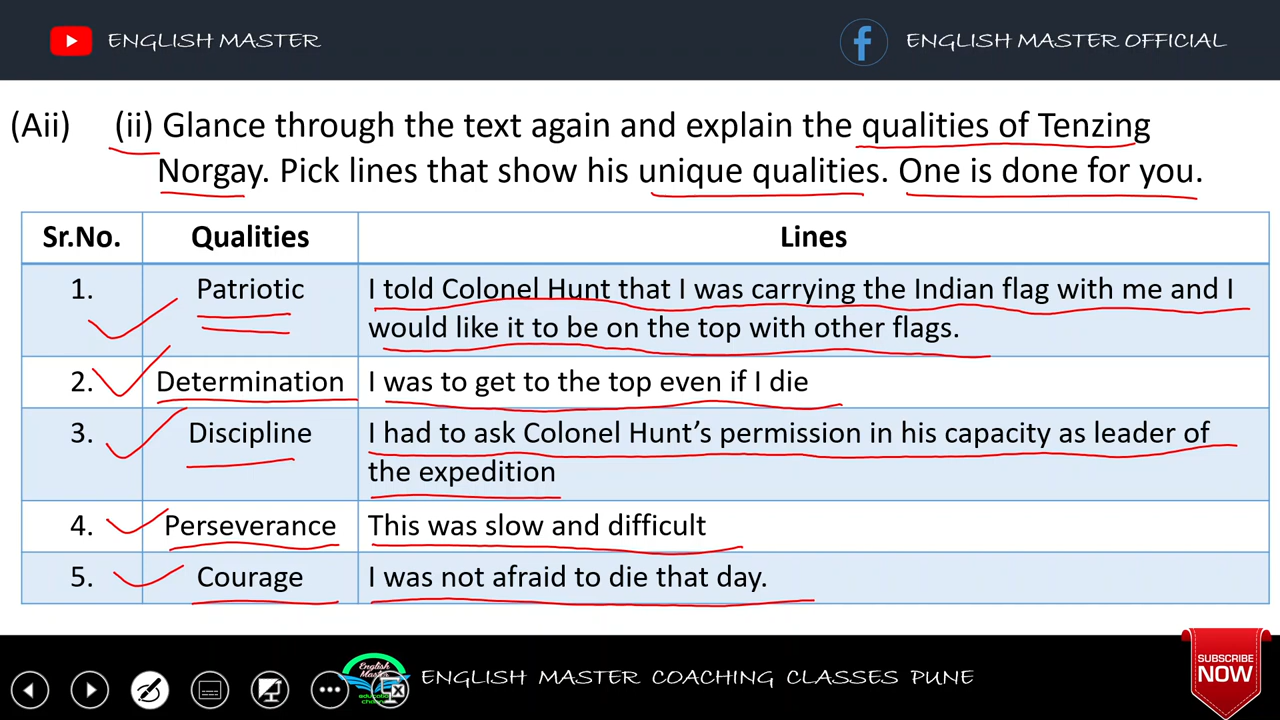 ENGLISH MASTER
ENGLISH MASTER OFFICIAL
(Aii) (ii) Glance through the text again and explain the qualities of Tenzing
Norgay. Pick lines that show his unique qualities. One is done for you.
Sr.No. Qualities Lines
1. Patriotic I told Colonel Hunt that I was carrying the Indian flag with me and I
would like it to be on the top with other flags.
2. Determination I was to get to the top even if I die
3. Discipline I had to ask Colonel Hunt's permission in his capacity as leader of
the expedition
4. Perseverance This was slow and difficult
5. Courage I was not afraid to die that day.
English
Master
ENGLISH MASTER COACHING CLASSES PUNE
SUBSCRIBE
NOW